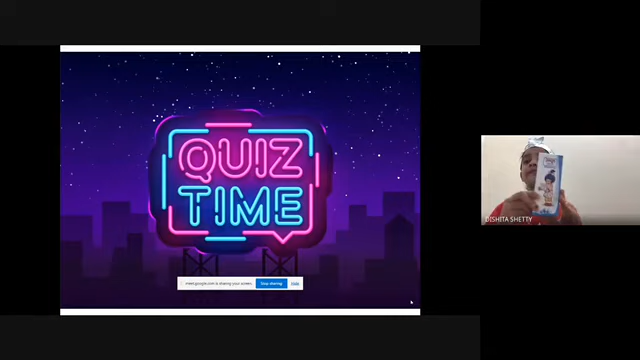 QUIZ
TIME
meet.google.com is sharing your screen.
Stop sharing
Hide
DISHITA SHETTY